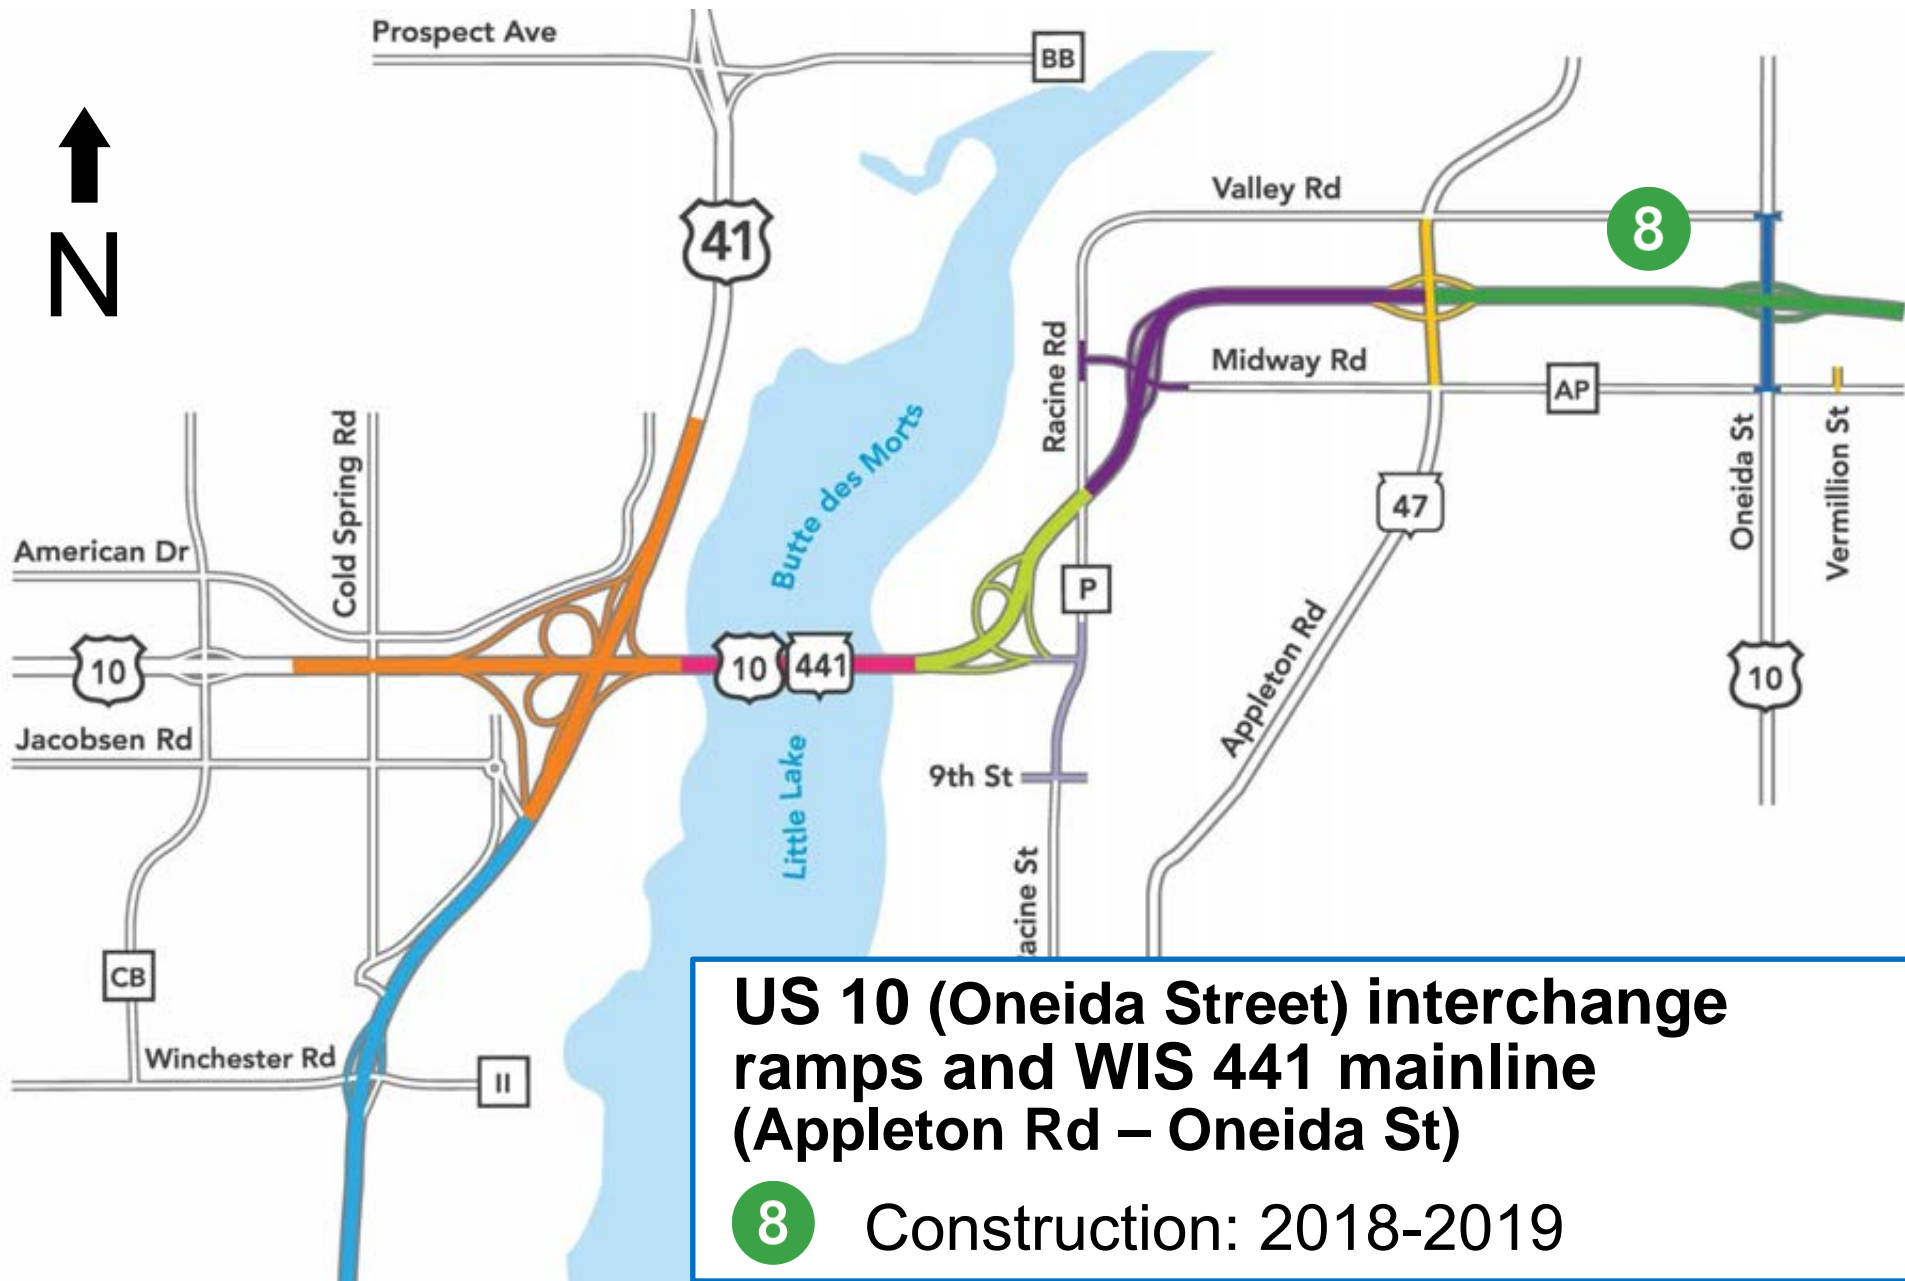 Prospect Ave
BB
N
41
Valley Rd
8
Racine Rd
Midway Rd
AP
Butte des Morts
Cold Spring Rd
American Dr
47
Oneida St
Vermillion St
P
10
10
441
10
Appleton Rd
Jacobsen Rd
9th St
Little Lake
acine St
CB
Winchester Rd
II
US 10 (Oneida Street) interchange
ramps and WIS 441 mainline
(Appleton Rd – Oneida St)
8 Construction: 2018-2019